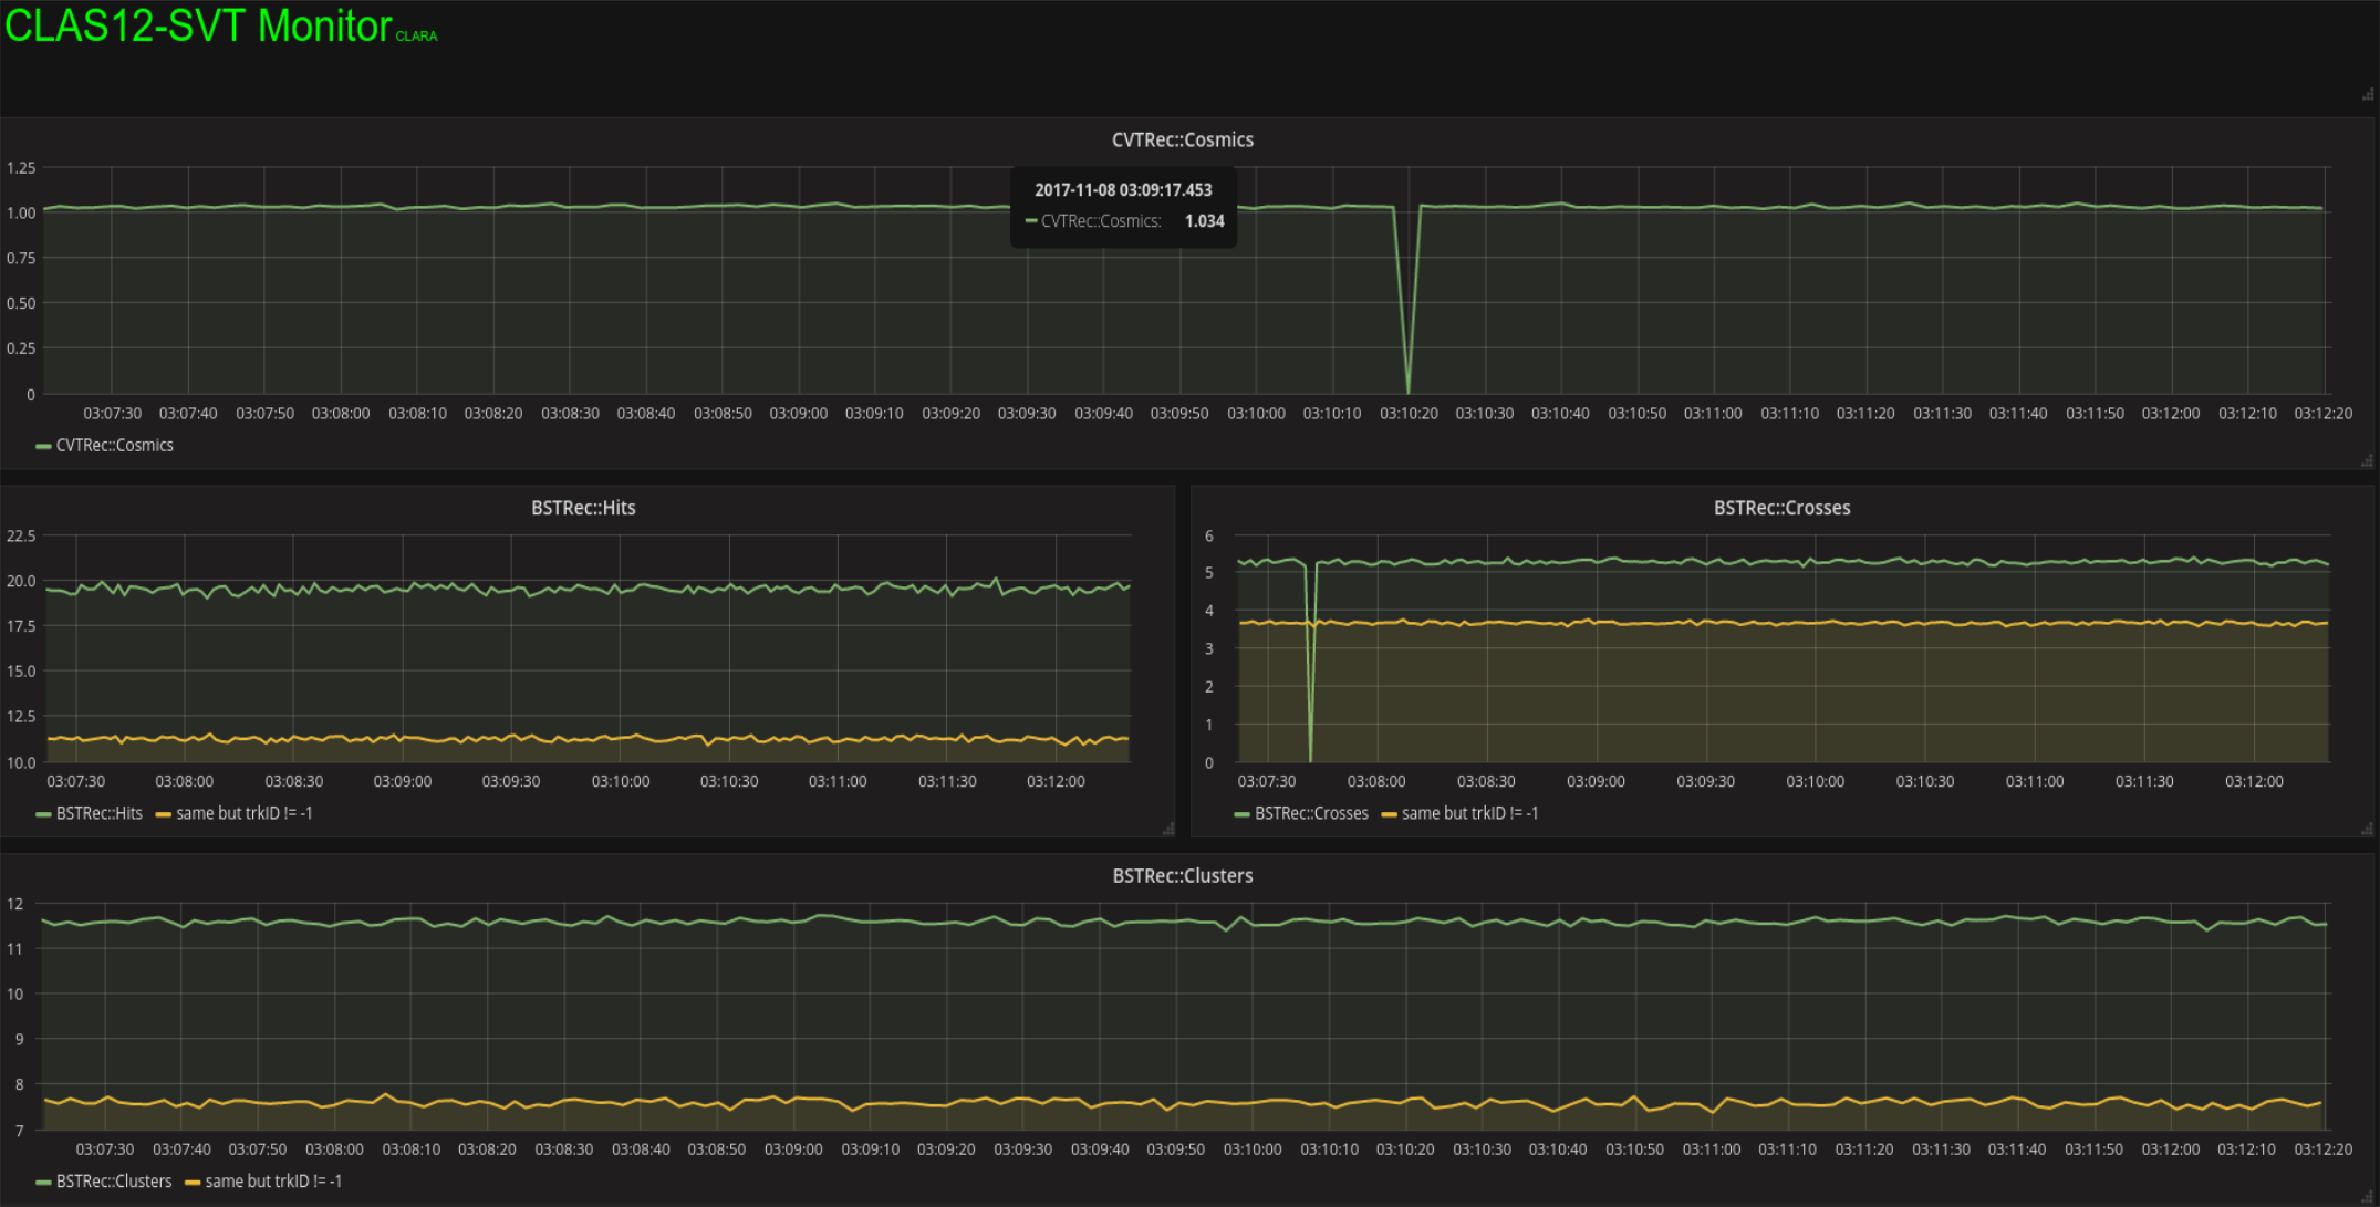 CLAS12-SVT Monitor CLARA
CVTRec::Cosmics
1.25
1.00
0.75
0.50
0.25
0
2017-11-08 03:09:17.453
CVTRec::Cosmics: 1.034
03:07:30 03:07:40 03:07:50 03:08:00 03:08:10 03:08:20 03:08:30 03:08:40 03:08:50 03:09:00 03:09:10 03:09:20 03:09:30 03:09:40 03:09:50 03:10:00 03:10:10 03:10:20 03:10:30 03:10:40 03:10:50 03:11:00 03:11:10 03:11:20 03:11:30 03:11:40 03:11:50 03:12:00 03:12:10 03:12:20
CVTRec::Cosmics
BSTRec::Hits
22.5
20.0
17.5
15.0
12.5
10.0
03:07:30 03:08:00 03:08:30 03:09:00 03:09:30 03:10:00 03:10:30 03:11:00 03:11:30 03:12:00
BSTRec::Hits same but trkID != -1
BSTRec::Crosses
6
5
4
3
2
1
0
03:07:30 03:08:00 03:08:30 03:09:00 03:09:30 03:10:00 03:10:30 03:11:00 03:11:30 03:12:00
BSTRec::Crosses same but trkID != -1
BSTRec::Clusters
12
11
10
9
8
7
03:07:30 03:07:40 03:07:50 03:08:00 03:08:10 03:08:20 03:08:30 03:08:40 03:08:50 03:09:00 03:09:10 03:09:20 03:09:30 03:09:40 03:09:50 03:10:00 03:10:10 03:10:20 03:10:30 03:10:40 03:10:50 03:11:00 03:11:10 03:11:20 03:11:30 03:11:40 03:11:50 03:12:00 03:12:10 03:12:20
BSTRec::Clusters same but trkID != -1